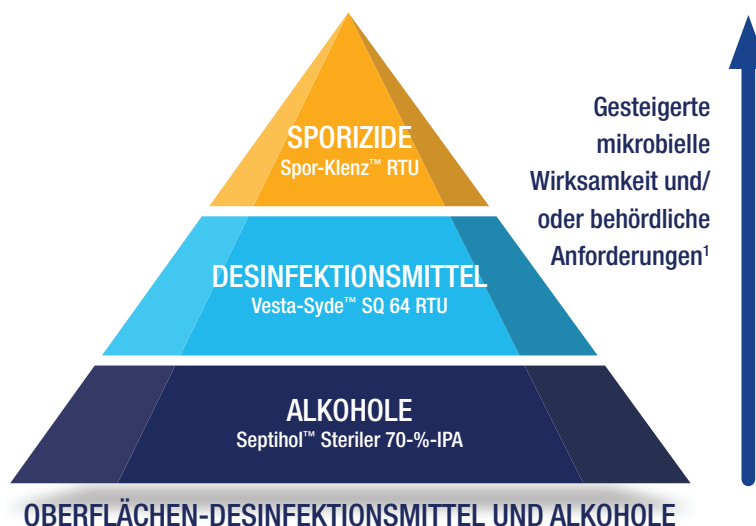 SPORIZIDE
Spor-Klenz™ RTU
Gesteigerte
mikrobielle
Wirksamkeit und/
oder behördliche
Anforderungen¹
DESINFEKTIONSMITTEL
Vesta-Syde™ SQ 64 RTU
ALKOHOLE
Septihol™ Steriler 70-%-IPA
OBERFLÄCHEN-DESINFEKTIONSMITTEL UND ALKOHOLE